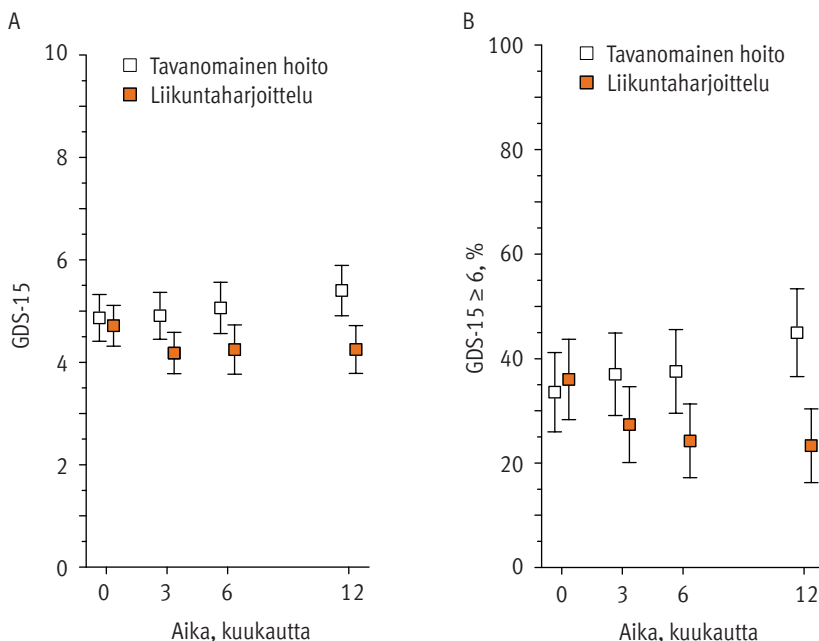 A
10
8
6
4
2
0
GDS-15
Tavanomainen hoito
Liikuntaharjoittelu
0 3 6 12
Aika, kuukautta
B
100
80
60
40
20
0
GDS-15 ≥ 6, %
Tavanomainen hoito
Liikuntaharjoittelu
0 3 6 12
Aika, kuukautta